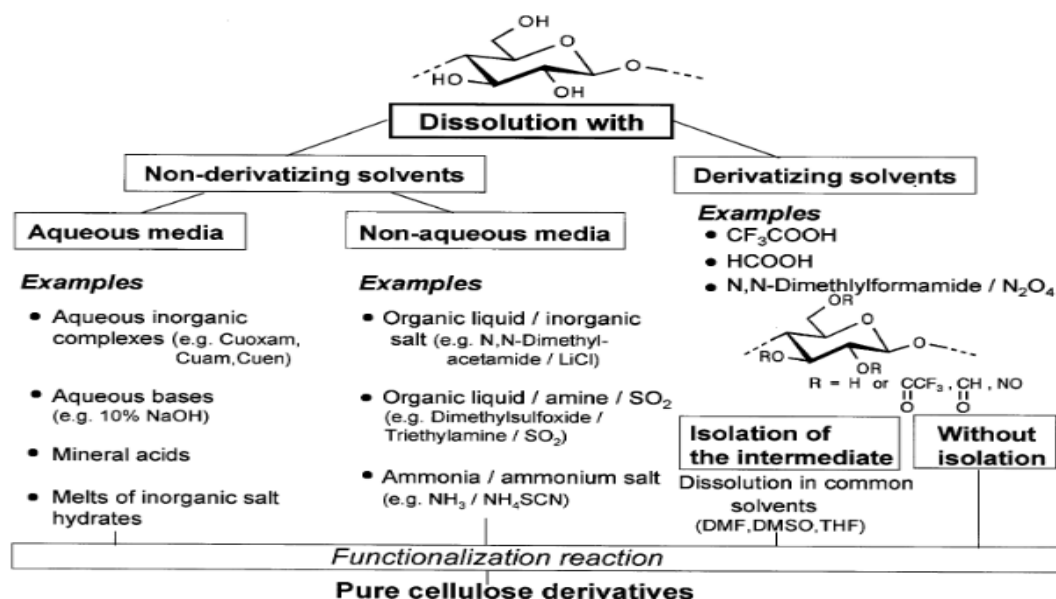 OH
O
HO
OH
O
Dissolution with
Non-derivatizing solvents
Derivatizing solvents
Aqueous media
Non-aqueous media
Examples
• CF₃COOH
• HCOOH
• N,N-Dimethylformamide / N₂O₄
Examples
• Aqueous inorganic
complexes (e.g. Cuoxam,
Cuam,Cuen)
• Aqueous bases
(e.g. 10% NaOH)
• Mineral acids
• Melts of inorganic salt
hydrates
Examples
• Organic liquid / inorganic
salt (e.g. N,N-Dimethyl-
acetamide / LiCl)
• Organic liquid / amine / SO₂
(e.g. Dimethylsulfoxide /
Triethylamine / SO₂)
• Ammonia / ammonium salt
(e.g. NH₃ / NH₄SCN)
OR
O
RO
OR
O
R = H or CCF₃ , CH , NO
O O
Isolation of
the intermediate
Without
isolation
Dissolution in common
solvents
(DMF,DMSO,THF)
Functionalization reaction
Pure cellulose derivatives